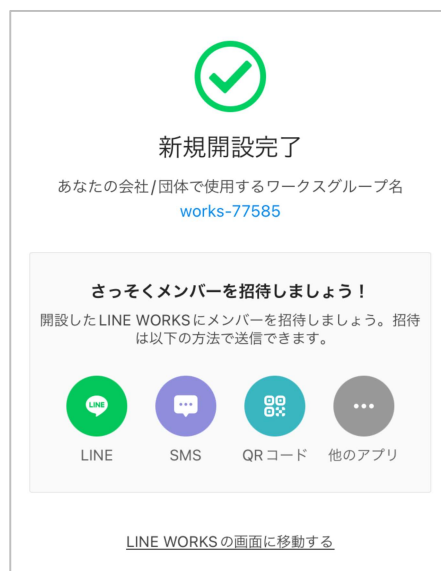 新規開設完了
あなたの会社/団体で使用するワークスグループ名
works-77585
さっそくメンバーを招待しましょう！
開設したLINE WORKSにメンバーを招待しましょう。招待
は以下の方法で送信できます。
LINE
LINE
SMS
QRコード
他のアプリ
LINE WORKSの画面に移動する